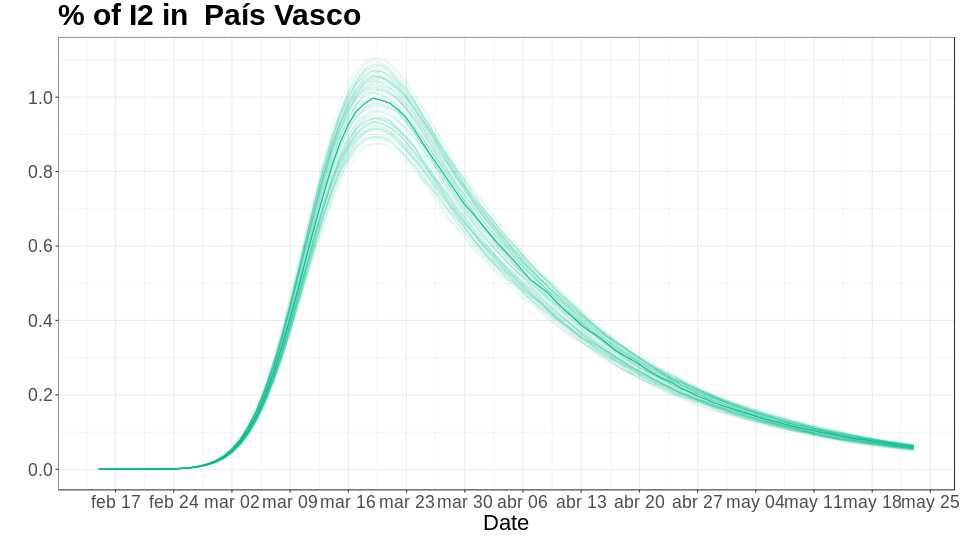 % of I2 in  País Vasco
1.0
0.8
0.6
0.4
0.2
0.0
feb 17 feb 24 mar 02 mar 09 mar 16 mar 23 mar 30 abr 06 abr 13 abr 20 abr 27 may 04 may 11 may 18 may 25
Date